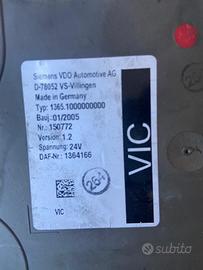 Siemens VDO Automotive AG
D-78052 VS-Villingen
Made in Germany
Typ: 1365.1000000000
Bauj.:01/2005
Nr.:150772
Version: 1.2
Spannung: 24V
DAF-Nr.: 1364166
VIC
264
VIC
subito